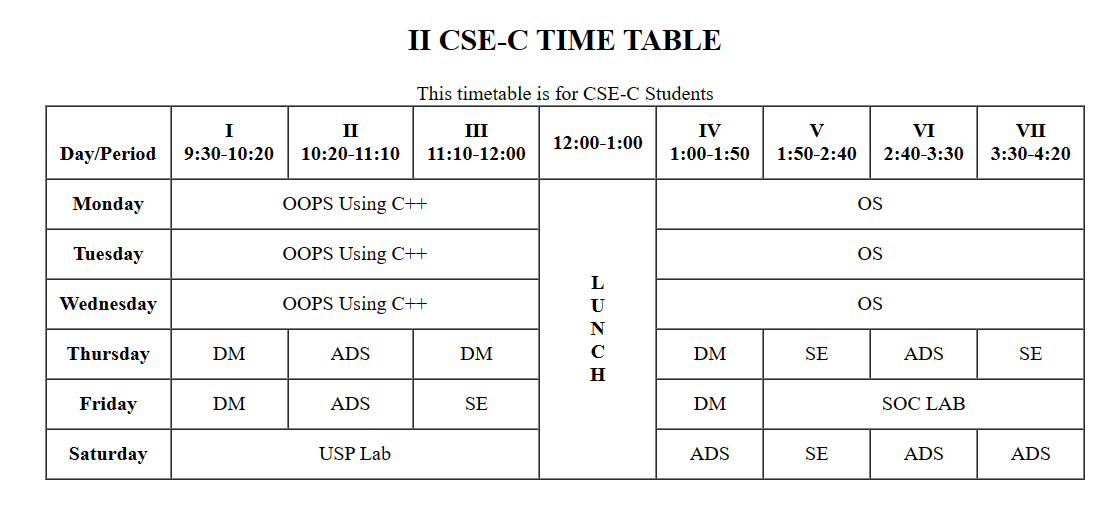 II CSE-C TIME TABLE
This timetable is for CSE-C Students
Day/Period I 9:30-10:20 II 10:20-11:10 III 11:10-12:00 12:00-1:00 IV 1:00-1:50 V 1:50-2:40 VI 2:40-3:30 VII 3:30-4:20
Monday OOPS Using C++ L U N C H OS
Tuesday OOPS Using C++ OS
Wednesday OOPS Using C++ OS
Thursday DM ADS DM DM SE ADS SE
Friday DM ADS SE DM SOC LAB
Saturday USP Lab ADS SE ADS ADS